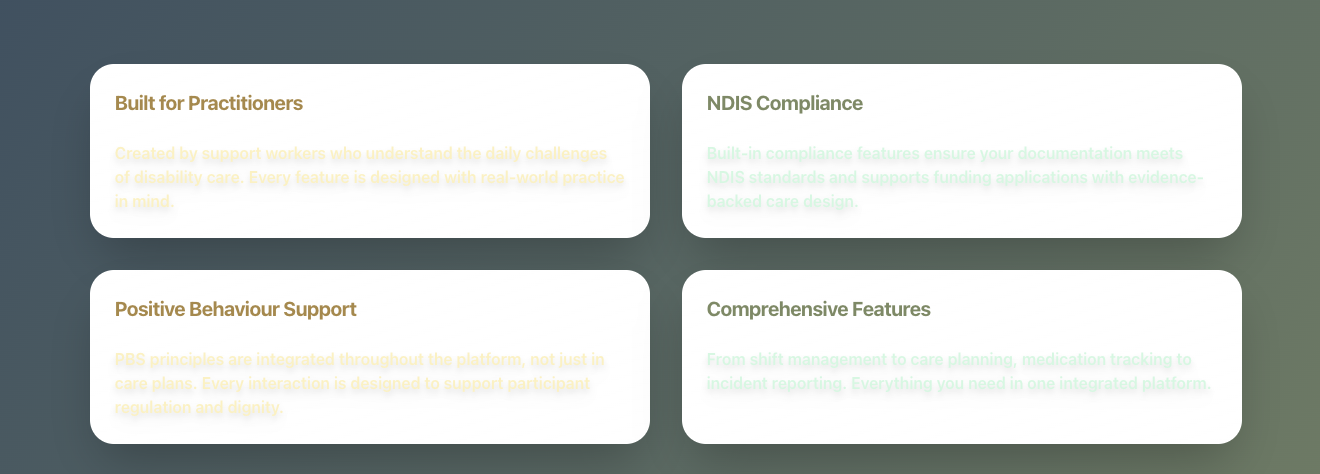 Built for Practitioners
Created by support workers who understand the daily challenges
of disability care. Every feature is designed with real-world practice
in mind.
NDIS Compliance
Built-in compliance features ensure your documentation meets
NDIS standards and supports funding applications with evidence-
backed care design.
Positive Behaviour Support
PBS principles are integrated throughout the platform, not just in
care plans. Every interaction is designed to support participant
regulation and dignity.
Comprehensive Features
From shift management to care planning, medication tracking to
incident reporting. Everything you need in one integrated platform.